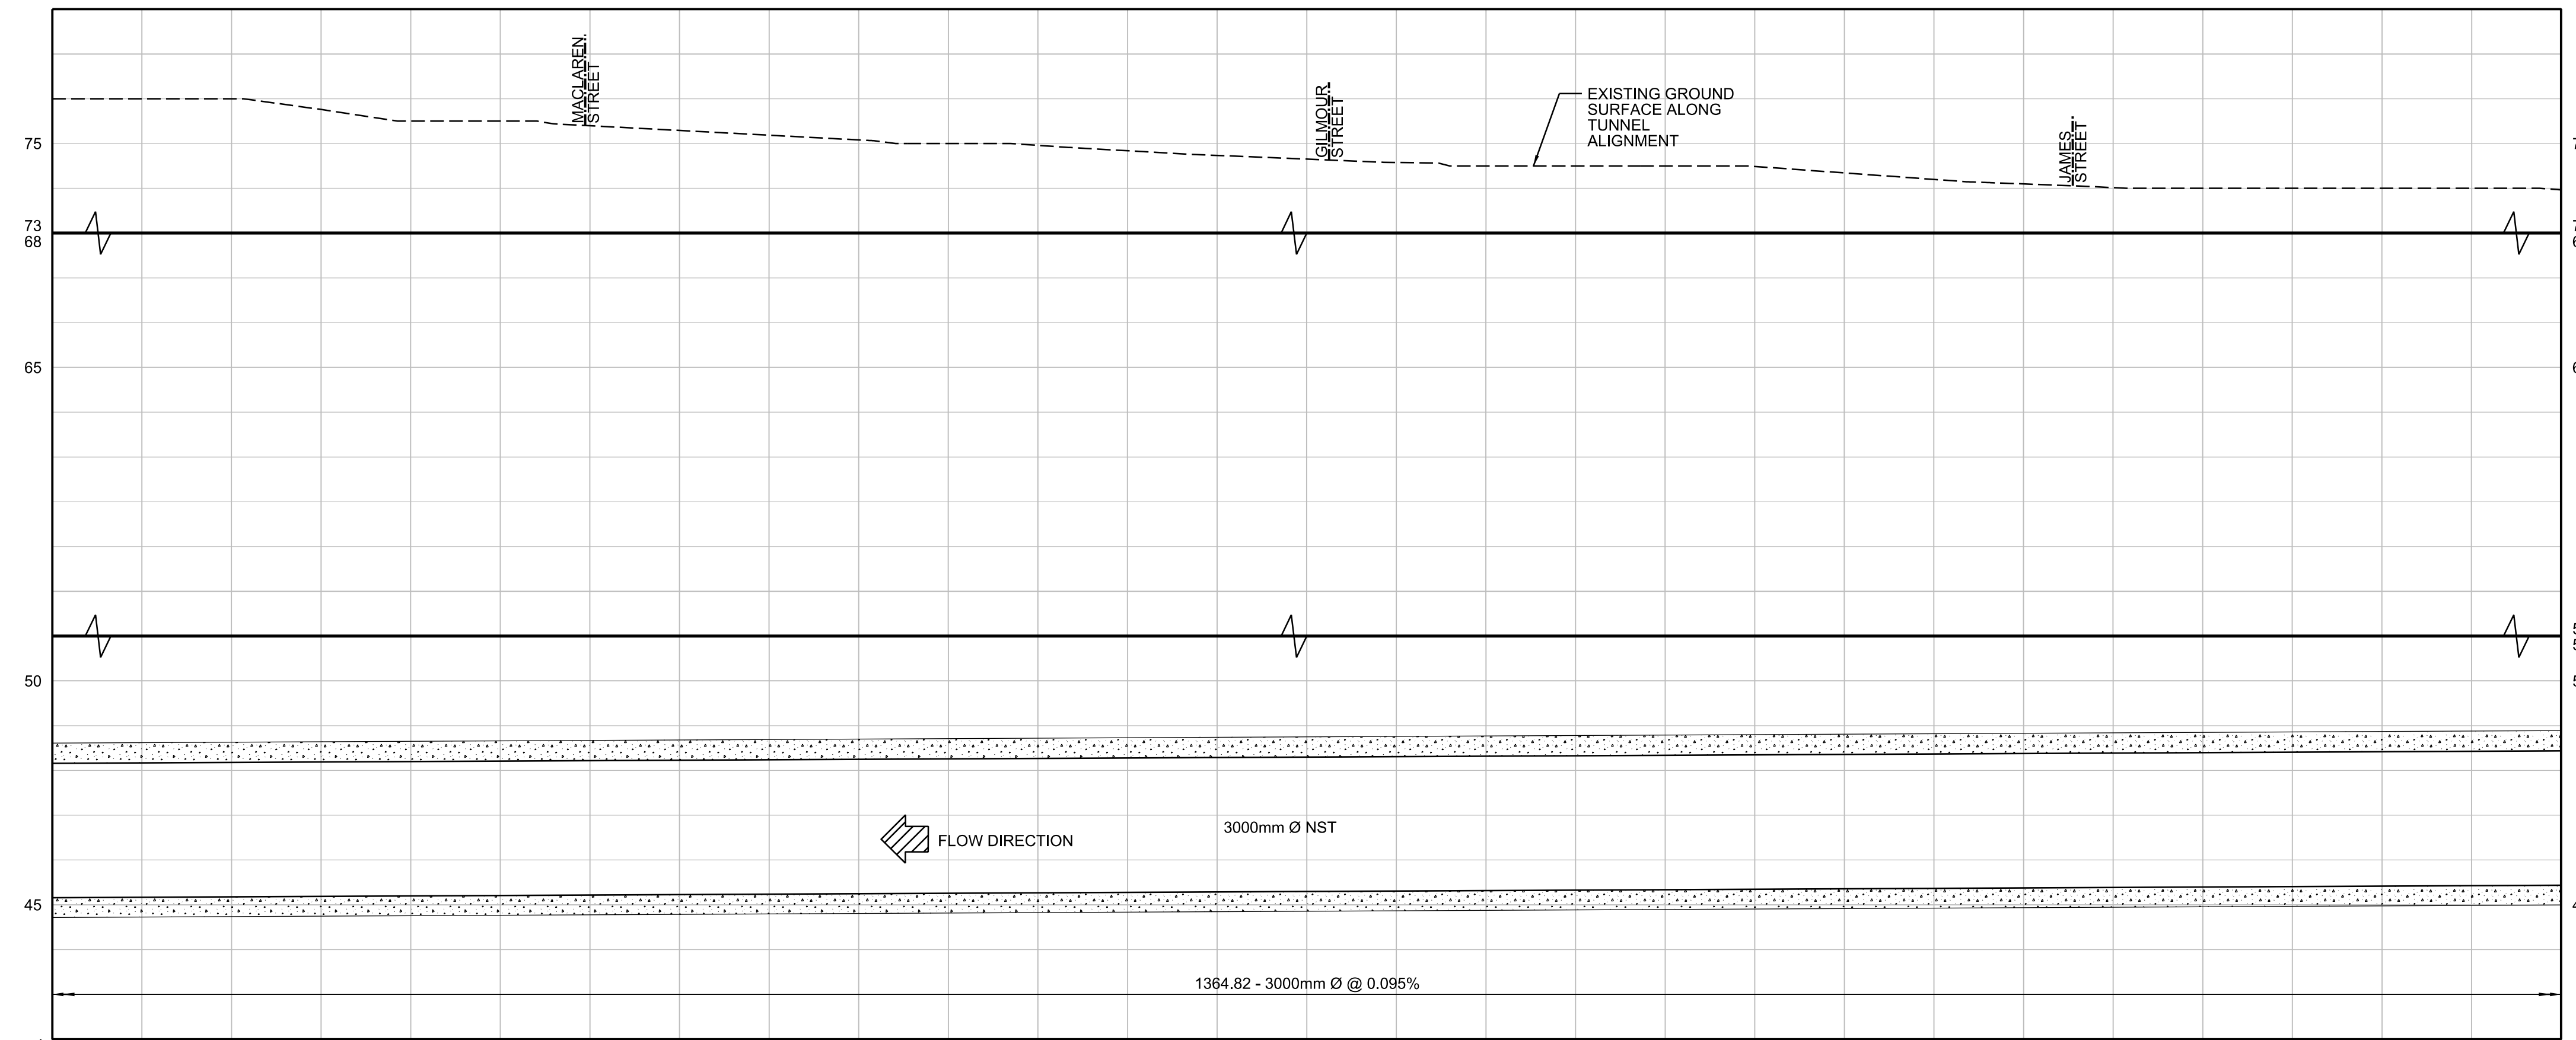 MACLAREN
STREET
GILMOUR
STREET
EXISTING GROUND
SURFACE ALONG
TUNNEL
ALIGNMENT
JAMES
STREET
75
73
68
65
50
FLOW DIRECTION
3000mm Ø NST
45
1364.82 - 3000mm Ø @ 0.095%